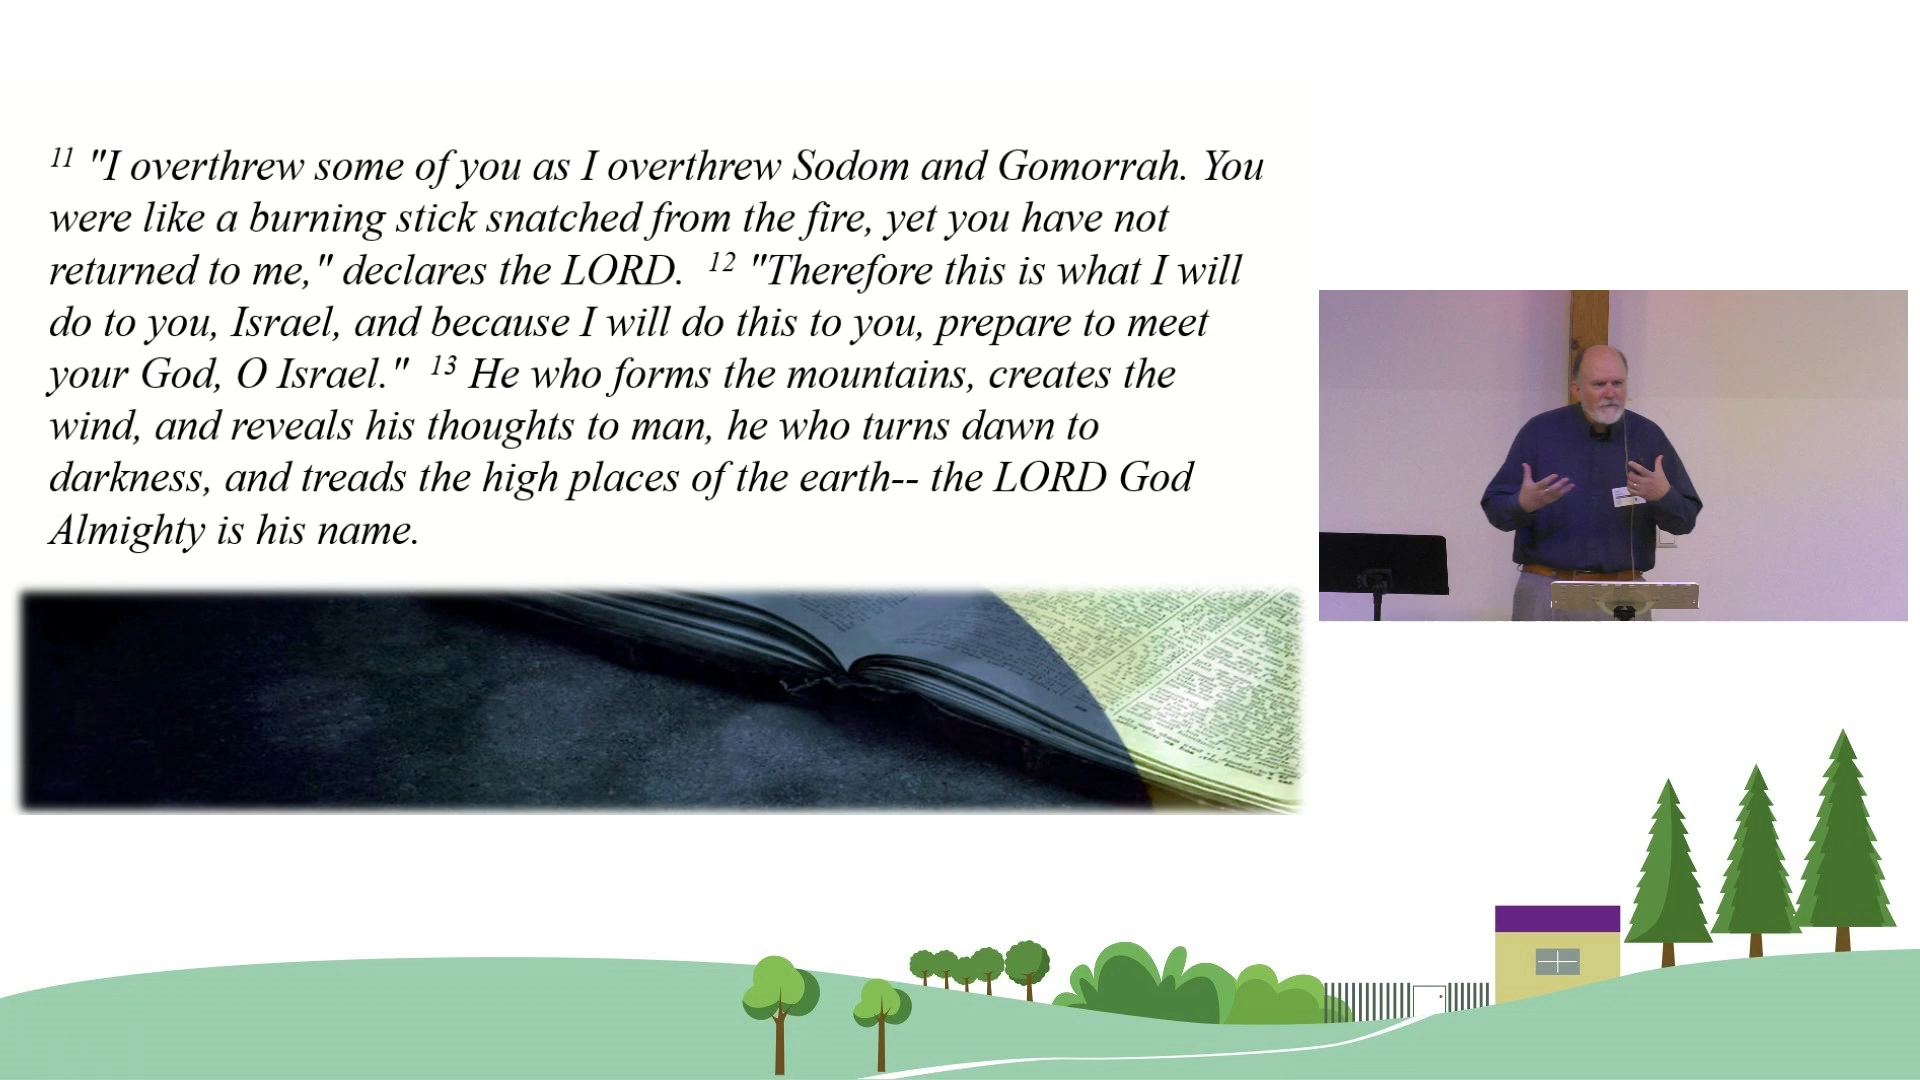 11 "I overthrew some of you as I overthrew Sodom and Gomorrah. You
were like a burning stick snatched from the fire, yet you have not
returned to me," declares the LORD. 12 "Therefore this is what I will
do to you, Israel, and because I will do this to you, prepare to meet
your God, O Israel." 13 He who forms the mountains, creates the
wind, and reveals his thoughts to man, he who turns dawn to
darkness, and treads the high places of the earth-- the LORD God
Almighty is his name.